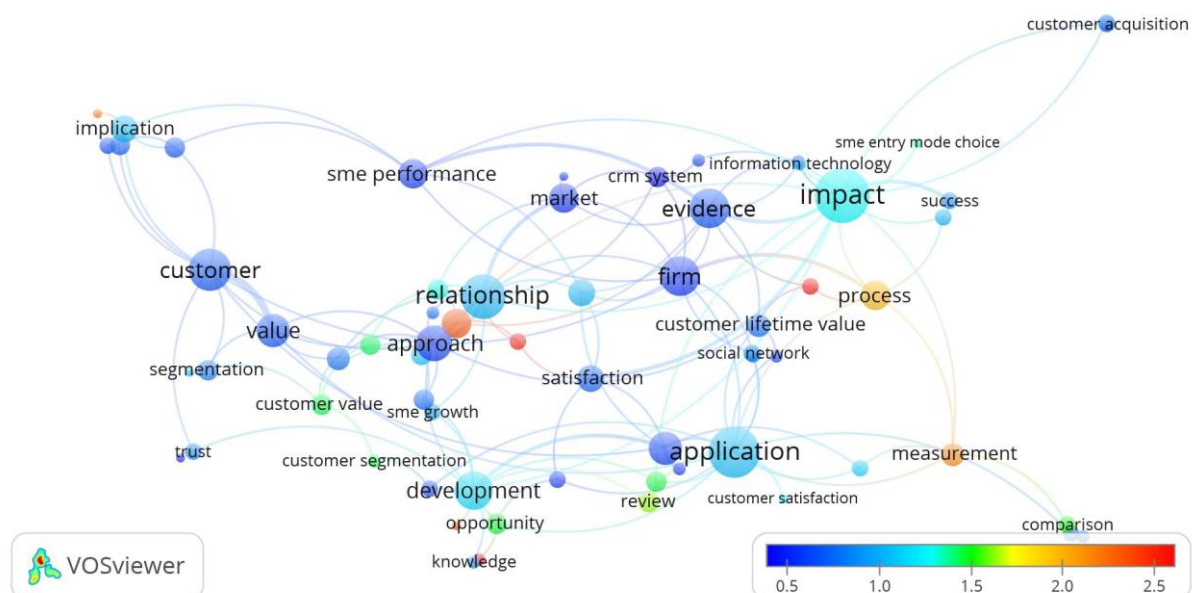 customer acquisition
implication
sme entry mode choice
sme performance
crm system
information technology
market
evidence
impact
success
customer
firm
relationship
process
value
approach
customer lifetime value
segmentation
satisfaction
social network
customer value
sme growth
trust
customer segmentation
application
measurement
development
review
customer satisfaction
opportunity
comparison
knowledge
VOSviewer
0.5 1.0 1.5 2.0 2.5